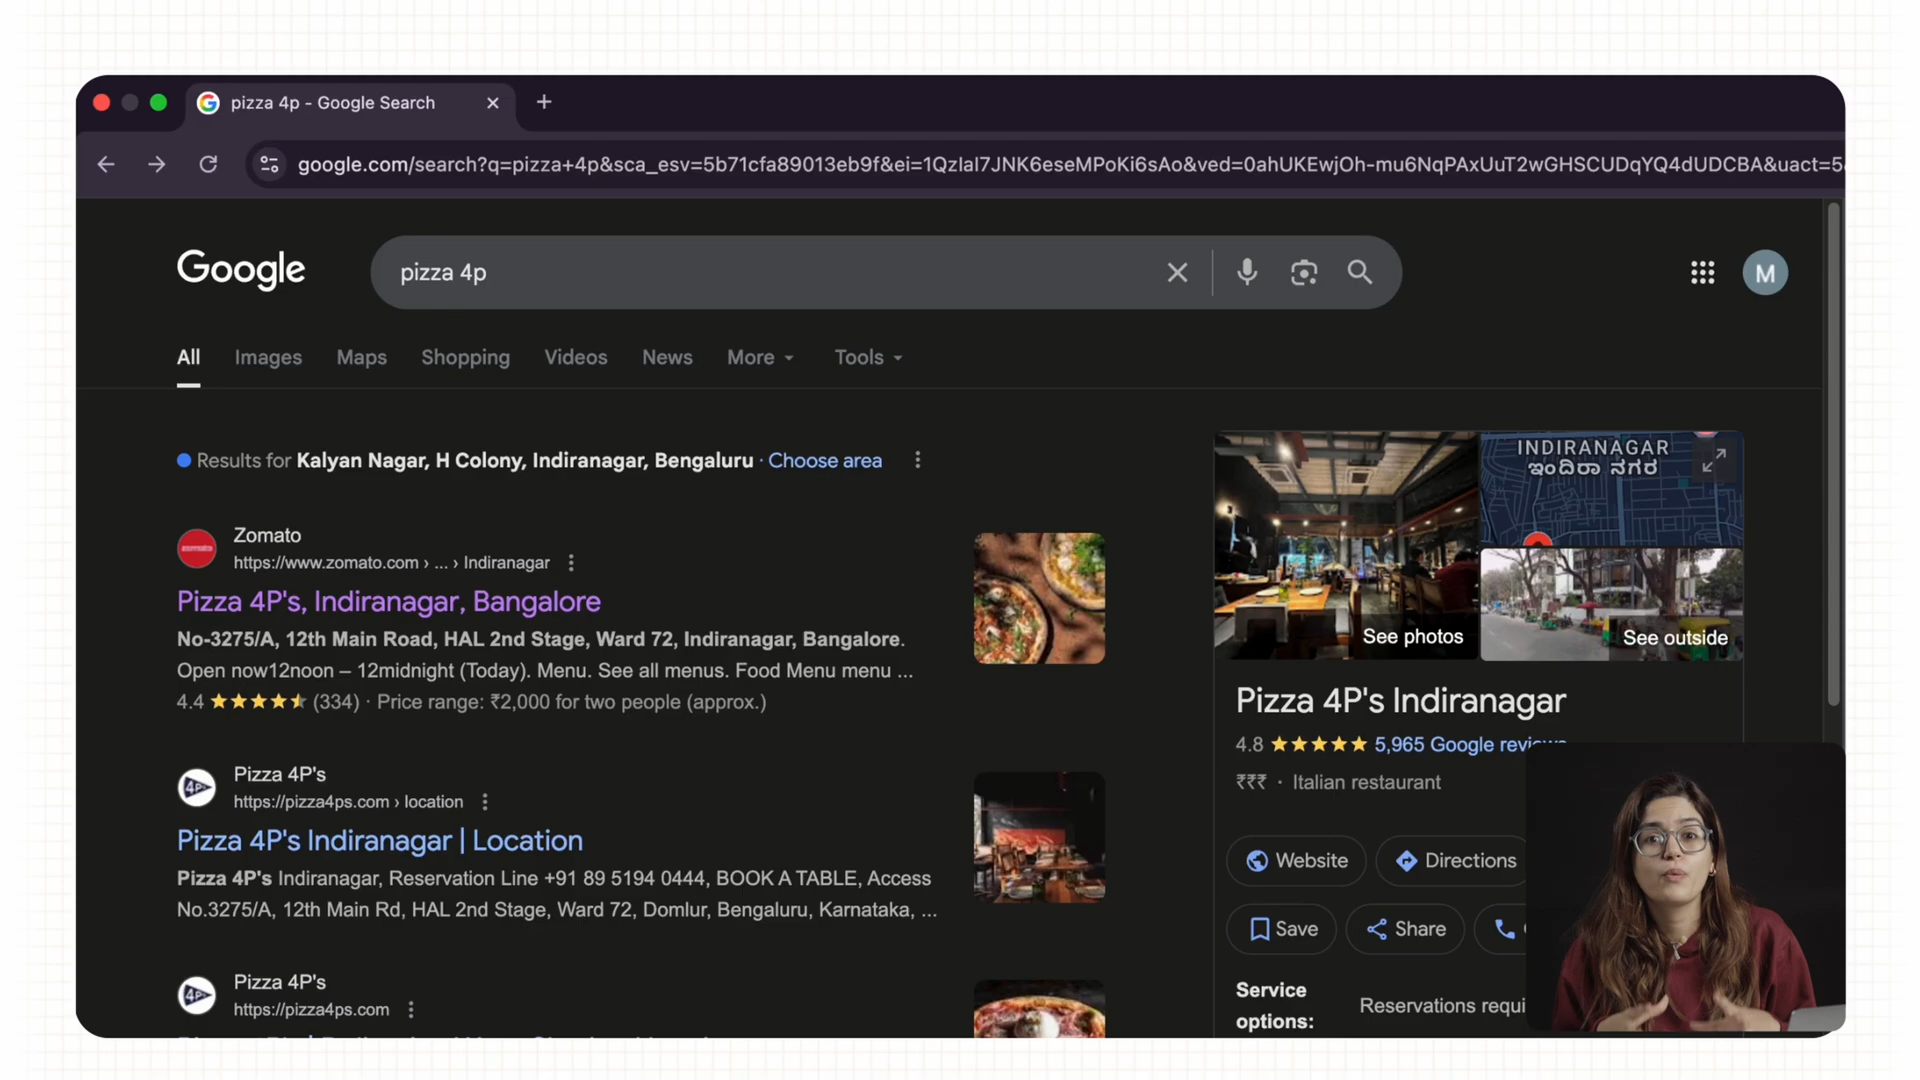 pizza 4p - Google Search
google.com/search?q=pizza+4p&sca_esv=5b71cfa89013eb9f&ei=1QzIaI7JNK6eseMPoKi6sAo&ved=0ahUKEwjOh-mu6NqPAxUuT2wGHSCUDqYQ4dUDCBA&uact=5
Google
pizza 4p
M
All Images Maps Shopping Videos News More Tools
Results for Kalyan Nagar, H Colony, Indiranagar, Bengaluru · Choose area
Zomato
zomato
https://www.zomato.com › ... › Indiranagar
Pizza 4P's, Indiranagar, Bangalore
No-3275/A, 12th Main Road, HAL 2nd Stage, Ward 72, Indiranagar, Bangalore.
Open now12noon – 12midnight (Today). Menu. See all menus. Food Menu menu ...
4.4 (334) · Price range: ₹2,000 for two people (approx.)
Pizza 4P's
4P
https://pizza4ps.com › location
Pizza 4P's Indiranagar | Location
Pizza 4P's Indiranagar, Reservation Line +91 89 5194 0444, BOOK A TABLE, Access
No.3275/A, 12th Main Rd, HAL 2nd Stage, Ward 72, Domlur, Bengaluru, Karnataka, ...
Pizza 4P's
4P
https://pizza4ps.com
INDIRANAGAR
ಇಂದಿರಾ ನಗರ
See photos
See outside
Pizza 4P's Indiranagar
4.8 5,965 Google reviews
₹₹₹ · Italian restaurant
Website Directions
Save Share
Service
options:
Reservations requi